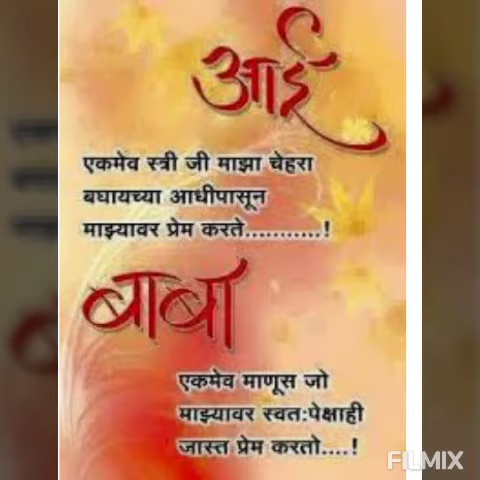 आई
एकमेव स्त्री जी माझा चेहरा
बघायच्या आधीपासून
माझ्यावर प्रेम करते...........!
बाबा
एकमेव माणूस जो
माझ्यावर स्वतःपेक्षाही
जास्त प्रेम करतो....!
FILMIX